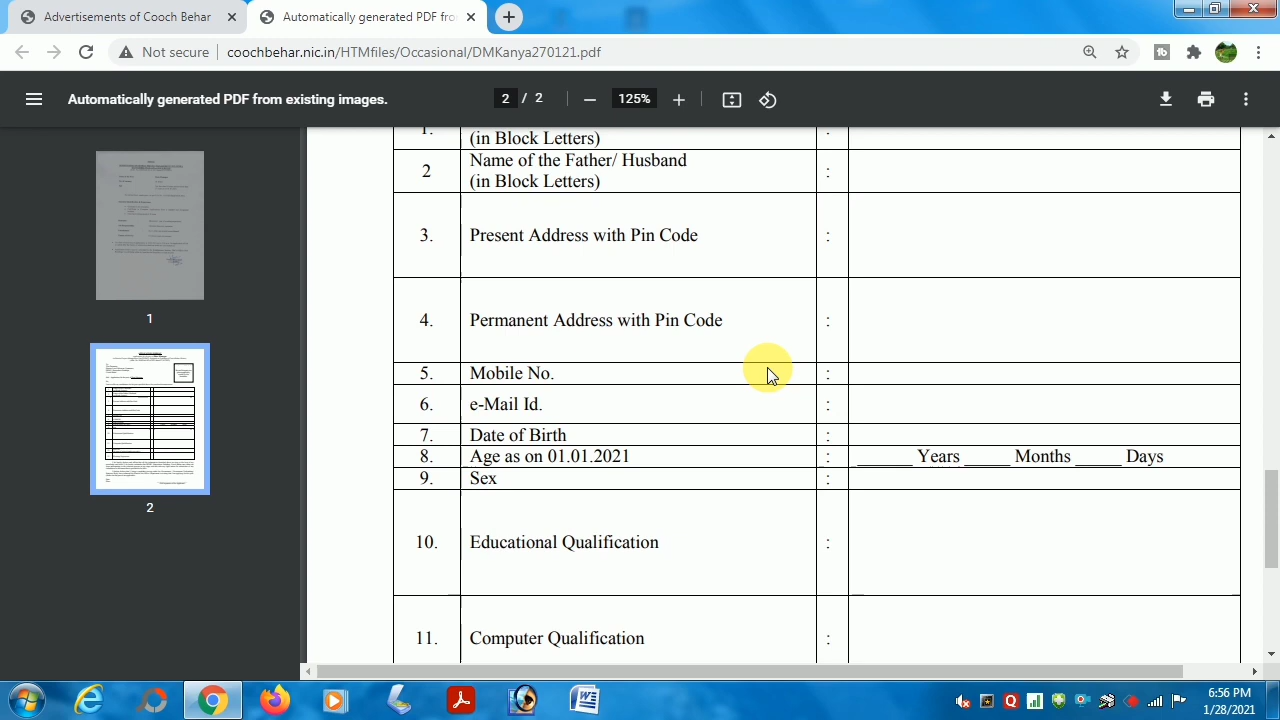 Advertisements of Cooch Behar
Automatically generated PDF fro
Not secure
coochbehar.nic.in/HTMfiles/Occasional/DMKanya270121.pdf
Automatically generated PDF from existing images.
2 / 2
125%
1.
(in Block Letters) :
2 Name of the Father/ Husband
(in Block Letters) :
3. Present Address with Pin Code :
4. Permanent Address with Pin Code :
5. Mobile No. :
6. e-Mail Id. :
7. Date of Birth :
8. Age as on 01.01.2021 : ______ Years _____ Months _____ Days
9. Sex :
10. Educational Qualification :
11. Computer Qualification :
1
2
6:56 PM
1/28/2021